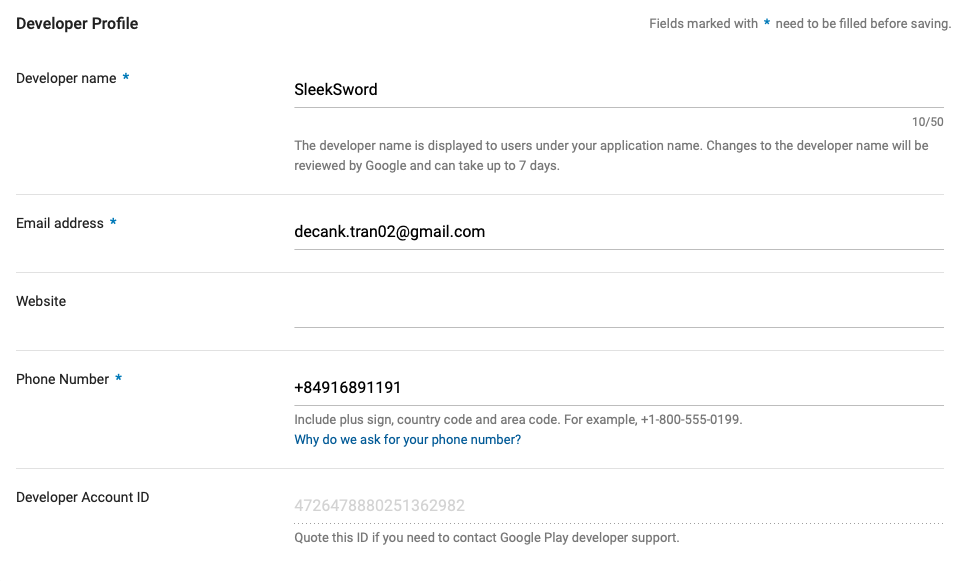 Developer Profile
Fields marked with * need to be filled before saving.
Developer name *
SleekSword
10/50
The developer name is displayed to users under your application name. Changes to the developer name will be
reviewed by Google and can take up to 7 days.
Email address *
decank.tran02@gmail.com
Website
Phone Number *
+84916891191
Include plus sign, country code and area code. For example, +1-800-555-0199.
Why do we ask for your phone number?
Developer Account ID
4726478880251362982
Quote this ID if you need to contact Google Play developer support.